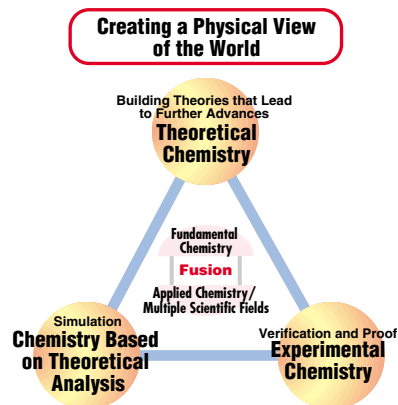 Creating a Physical View
of the World
Building Theories that Lead
to Further Advances
Theoretical
Chemistry
Fundamental
Chemistry
Fusion
Applied Chemistry/
Multiple Scientific Fields
Simulation
Chemistry Based
on Theoretical
Analysis
Verification and Proof
Experimental
Chemistry